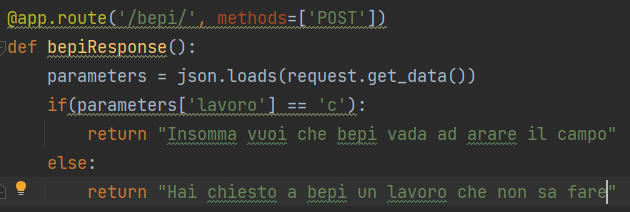 @app.route('/bepi/', methods=['POST'])
def bepiResponse():
    parameters = json.loads(request.get_data())
    if(parameters['lavoro'] == 'c'):
        return "Insomma vuoi che bepi vada ad arare il campo"
    else:
        return "Hai chiesto a bepi un lavoro che non sa fare"